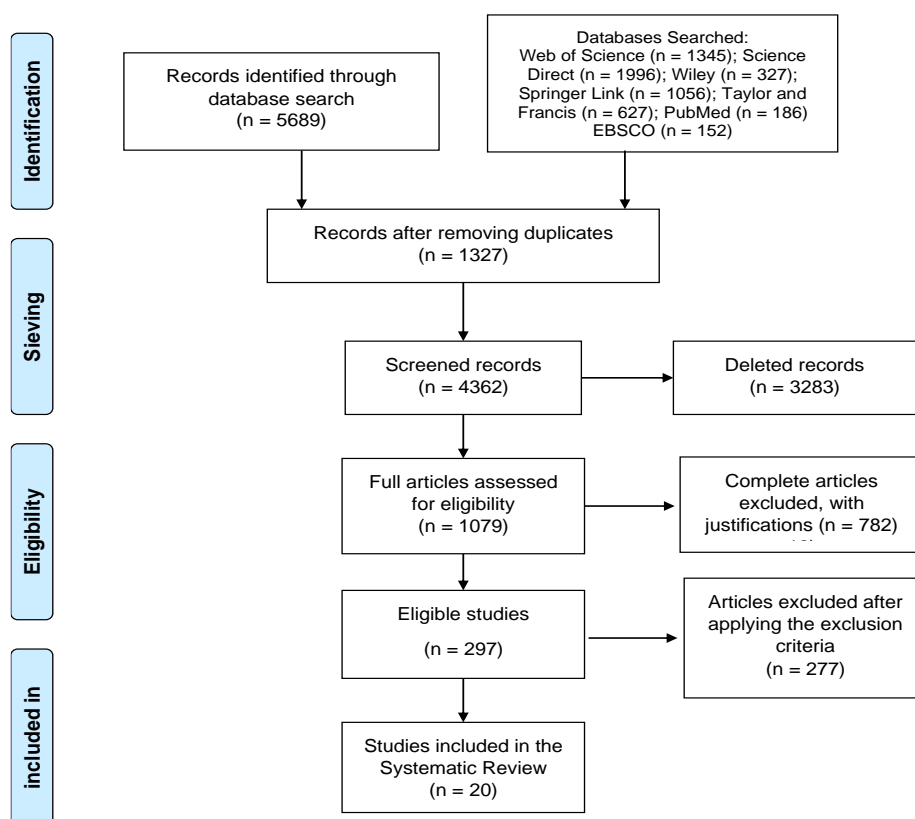 Identification
Records identified through
database search
(n = 5689)
Databases Searched:
Web of Science (n = 1345); Science
Direct (n = 1996); Wiley (n = 327);
Springer Link (n = 1056); Taylor and
Francis (n = 627); PubMed (n = 186)
EBSCO (n = 152)
Records after removing duplicates
(n = 1327)
Sieving
Screened records
(n = 4362)
Deleted records
(n = 3283)
Eligibility
Full articles assessed
for eligibility
(n = 1079)
Complete articles
excluded, with
justifications (n = 782)
Eligible studies
(n = 297)
Articles excluded after
applying the exclusion
criteria
(n = 277)
included in
Studies included in the
Systematic Review
(n = 20)